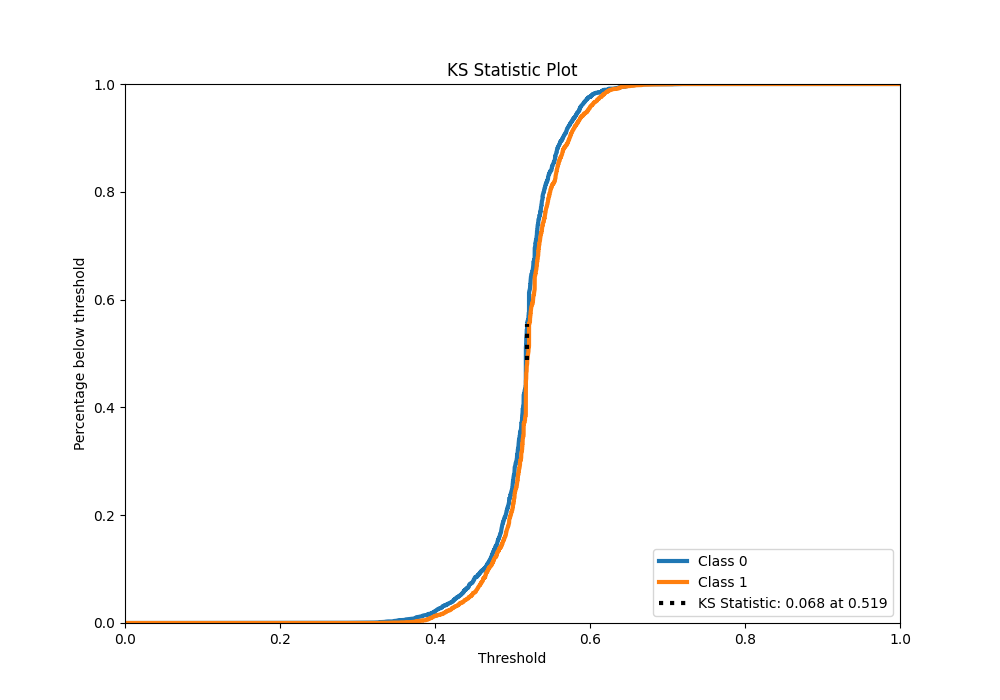 KS Statistic Plot
1.0
0.8
0.6
0.4
0.2
0.0
Percentage below threshold
0.0 0.2 0.4 0.6 0.8 1.0
Threshold
Class 0
Class 1
KS Statistic: 0.068 at 0.519